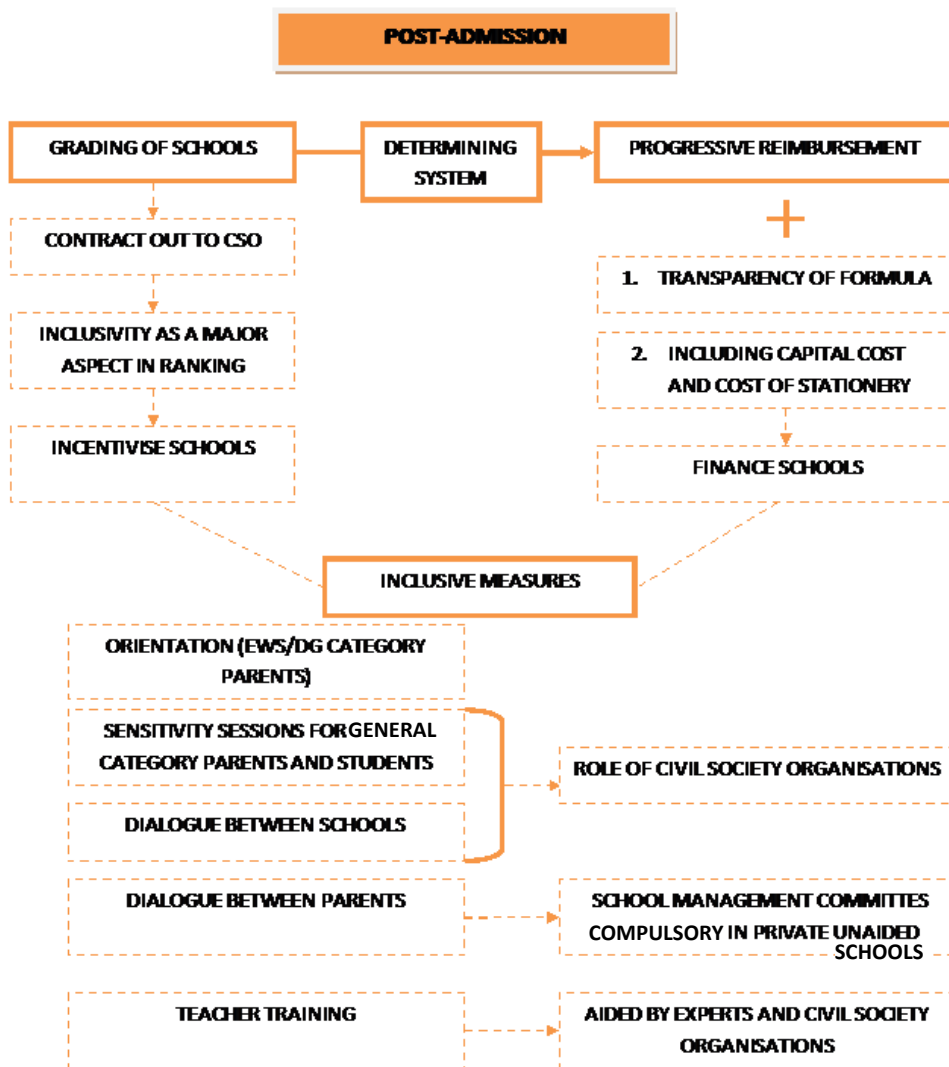 POST-ADMISSION
GRADING OF SCHOOLS
DETERMINING
SYSTEM
PROGRESSIVE REIMBURSEMENT
CONTRACT OUT TO CSO
INCLUSIVITY AS A MAJOR
ASPECT IN RANKING
INCENTIVISE SCHOOLS
+
1. TRANSPARENCY OF FORMULA
2. INCLUDING CAPITAL COST
AND COST OF STATIONERY
FINANCE SCHOOLS
INCLUSIVE MEASURES
ORIENTATION (EWS/DG CATEGORY
PARENTS)
SENSITIVITY SESSIONS FOR GENERAL
CATEGORY PARENTS AND STUDENTS
DIALOGUE BETWEEN SCHOOLS
ROLE OF CIVIL SOCIETY ORGANISATIONS
DIALOGUE BETWEEN PARENTS
SCHOOL MANAGEMENT COMMITTES
COMPULSORY IN PRIVATE UNAIDED
SCHOOLS
TEACHER TRAINING
AIDED BY EXPERTS AND CIVIL SOCIETY
ORGANISATIONS